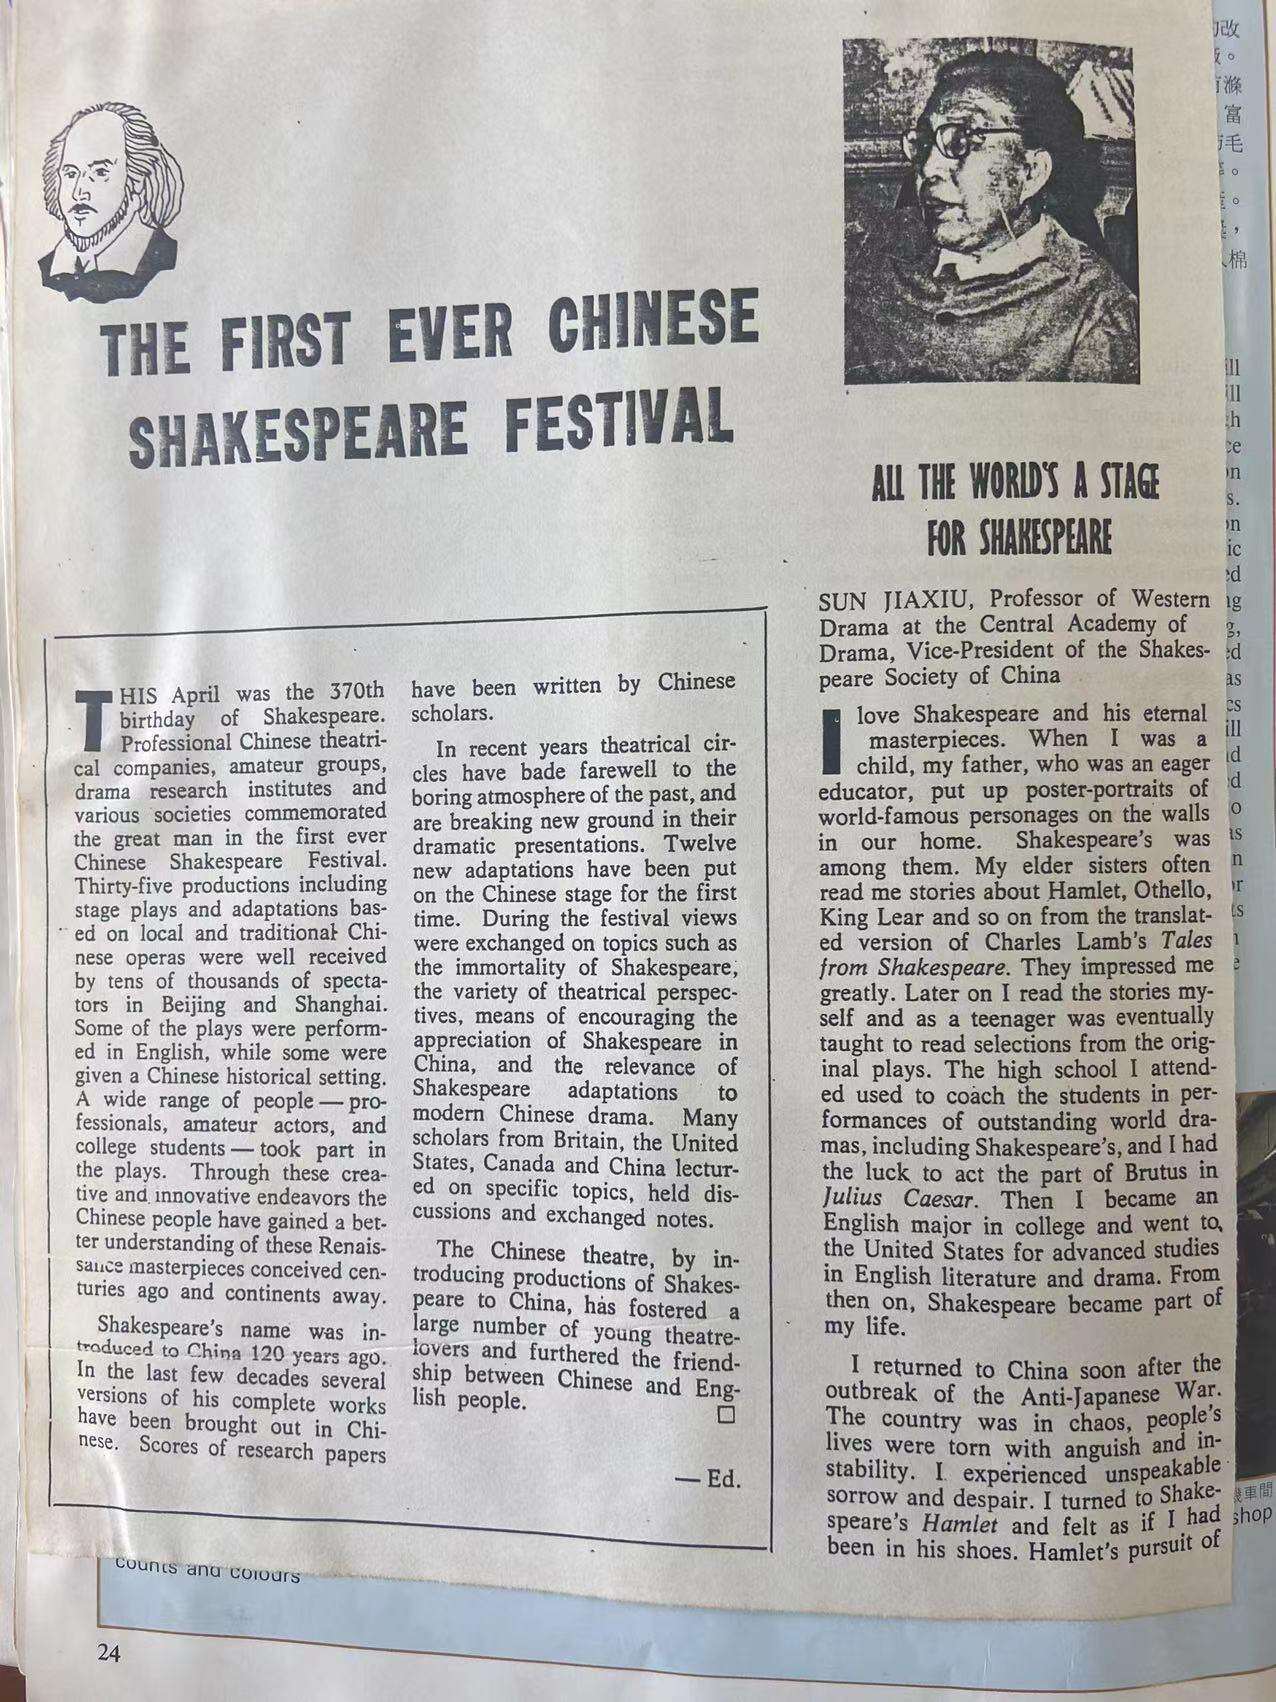 THE FIRST EVER CHINESE
SHAKESPEARE FESTIVAL
THIS April was the 370th
birthday of Shakespeare.
Professional Chinese theatri-
cal companies, amateur groups,
drama research institutes and
various societies commemorated
the great man in the first ever
Chinese Shakespeare Festival.
Thirty-five productions including
stage plays and adaptations bas-
ed on local and traditional Chi-
nese operas were well received
by tens of thousands of specta-
tors in Beijing and Shanghai.
Some of the plays were perform-
ed in English, while some were
given a Chinese historical setting.
A wide range of people — pro-
fessionals, amateur actors, and
college students — took part in
the plays. Through these crea-
tive and innovative endeavors the
Chinese people have gained a bet-
ter understanding of these Renais-
sance masterpieces conceived cen-
turies ago and continents away.
Shakespeare's name was in-
troduced to China 120 years ago.
In the last few decades several
versions of his complete works
have been brought out in Chi-
nese. Scores of research papers
have been written by Chinese
scholars.
In recent years theatrical cir-
cles have bade farewell to the
boring atmosphere of the past, and
are breaking new ground in their
dramatic presentations. Twelve
new adaptations have been put
on the Chinese stage for the first
time. During the festival views
were exchanged on topics such as
the immortality of Shakespeare,
the variety of theatrical perspec-
tives, means of encouraging the
appreciation of Shakespeare in
China, and the relevance of
Shakespeare adaptations to
modern Chinese drama. Many
scholars from Britain, the United
States, Canada and China lectur-
ed on specific topics, held dis-
cussions and exchanged notes.
The Chinese theatre, by in-
troducing productions of Shakes-
peare to China, has fostered a
large number of young theatre-
lovers and furthered the friend-
ship between Chinese and Eng-
lish people. □
— Ed.
ALL THE WORLD'S A STAGE
FOR SHAKESPEARE
SUN JIAXIU, Professor of Western
Drama at the Central Academy of
Drama, Vice-President of the Shakes-
peare Society of China
I love Shakespeare and his eternal
masterpieces. When I was a
child, my father, who was an eager
educator, put up poster-portraits of
world-famous personages on the walls
in our home. Shakespeare's was
among them. My elder sisters often
read me stories about Hamlet, Othello,
King Lear and so on from the translat-
ed version of Charles Lamb's Tales
from Shakespeare. They impressed me
greatly. Later on I read the stories my-
self and as a teenager was eventually
taught to read selections from the orig-
inal plays. The high school I attend-
ed used to coach the students in per-
formances of outstanding world dra-
mas, including Shakespeare's, and I had
the luck to act the part of Brutus in
Julius Caesar. Then I became an
English major in college and went to
the United States for advanced studies
in English literature and drama. From
then on, Shakespeare became part of
my life.
I returned to China soon after the
outbreak of the Anti-Japanese War.
The country was in chaos, people's
lives were torn with anguish and in-
stability. I experienced unspeakable
sorrow and despair. I turned to Shake-
speare's Hamlet and felt as if I had
been in his shoes. Hamlet's pursuit of
counts and colours
機車間
shop
24